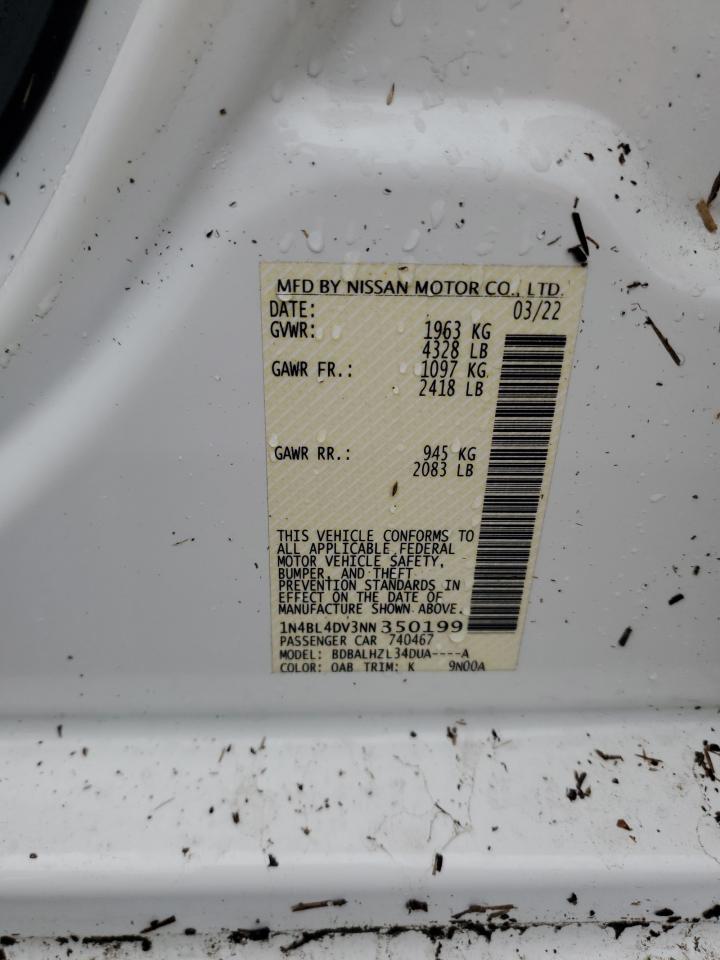 MFD BY NISSAN MOTOR CO., LTD.
DATE: 03/22
GVWR: 1963 KG
4328 LB
GAWR FR.: 1097 KG
2418 LB
GAWR RR.: 945 KG
2083 LB
THIS VEHICLE CONFORMS TO
ALL APPLICABLE FEDERAL
MOTOR VEHICLE SAFETY,
BUMPER, AND THEFT
PREVENTION STANDARDS IN
EFFECT ON THE DATE OF
MANUFACTURE SHOWN ABOVE.
1N4BL4DV3NN350199
PASSENGER CAR 740467
MODEL: BDBALHZL34DUA----A
COLOR: QAB TRIM: K 9N00A